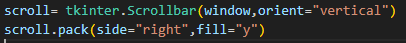 scroll= tkinter.Scrollbar(window,orient="vertical")
scroll.pack(side="right",fill="y")